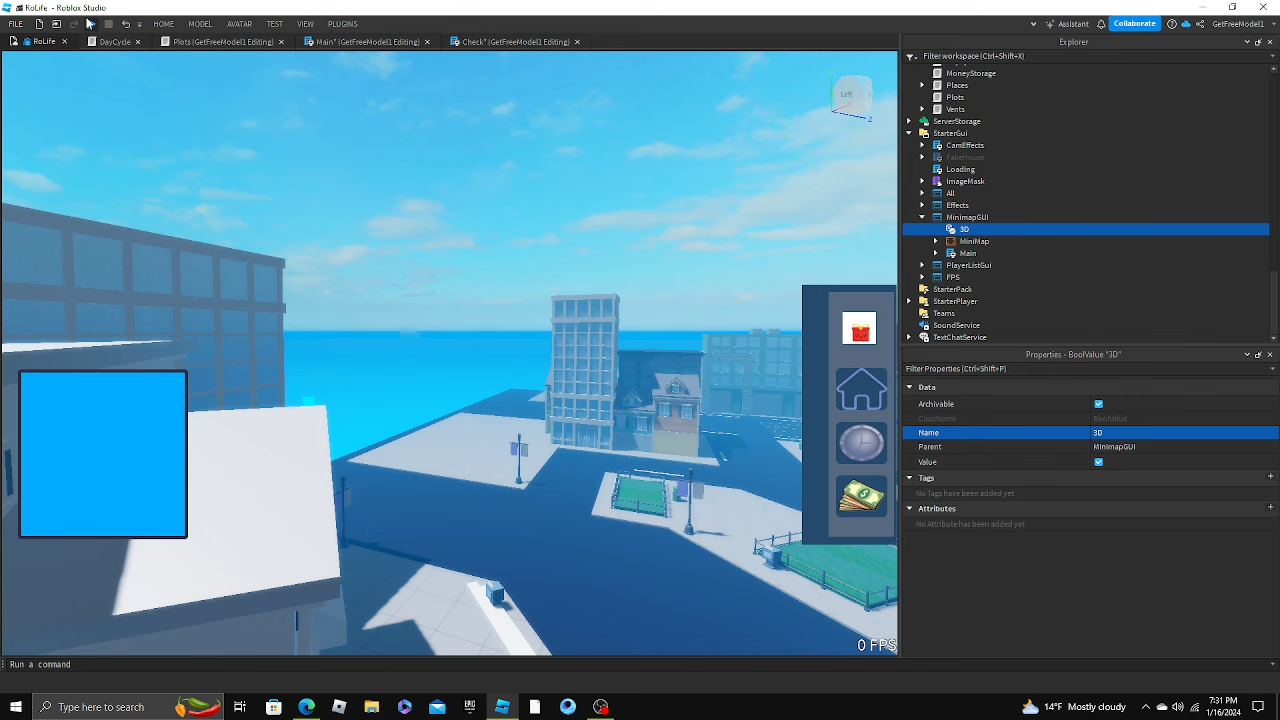 RoLife - Roblox Studio
FILE HOME MODEL AVATAR TEST VIEW PLUGINS Assistant Collaborate GetFreeModel1
RoLife DayCycle Plots (GetFreeModel1 Editing) Main* (GetFreeModel1 Editing) Check* (GetFreeModel1 Editing)
Left
Z
0 FPS
Explorer
Filter workspace (Ctrl+Shift+X)
MoneyStorage
Places
Plots
Vents
ServerStorage
StarterGui
CamEffects
FakeHouse
Loading
ImageMask
All
Effects
MinimapGUI
3D
MiniMap
Main
PlayerListGui
FPS
StarterPack
StarterPlayer
Teams
SoundService
TextChatService
Properties - BoolValue "3D"
Filter Properties (Ctrl+Shift+P)
Data
Archivable
ClassName BoolValue
Name 3D
Parent MinimapGUI
Value
Tags
No Tags have been added yet
Attributes
No Attribute has been added yet
Run a command
Type here to search
EPIC
14°F Mostly cloudy
7:31 PM
1/16/2024